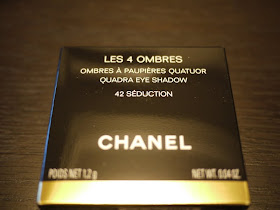 LES 4 OMBRES
OMBRES À PAUPIÈRES QUATUOR
QUADRA EYE SHADOW
42 SÉDUCTION
CHANEL
POIDS NET 1,2 g NET WT. 0.04 OZ.